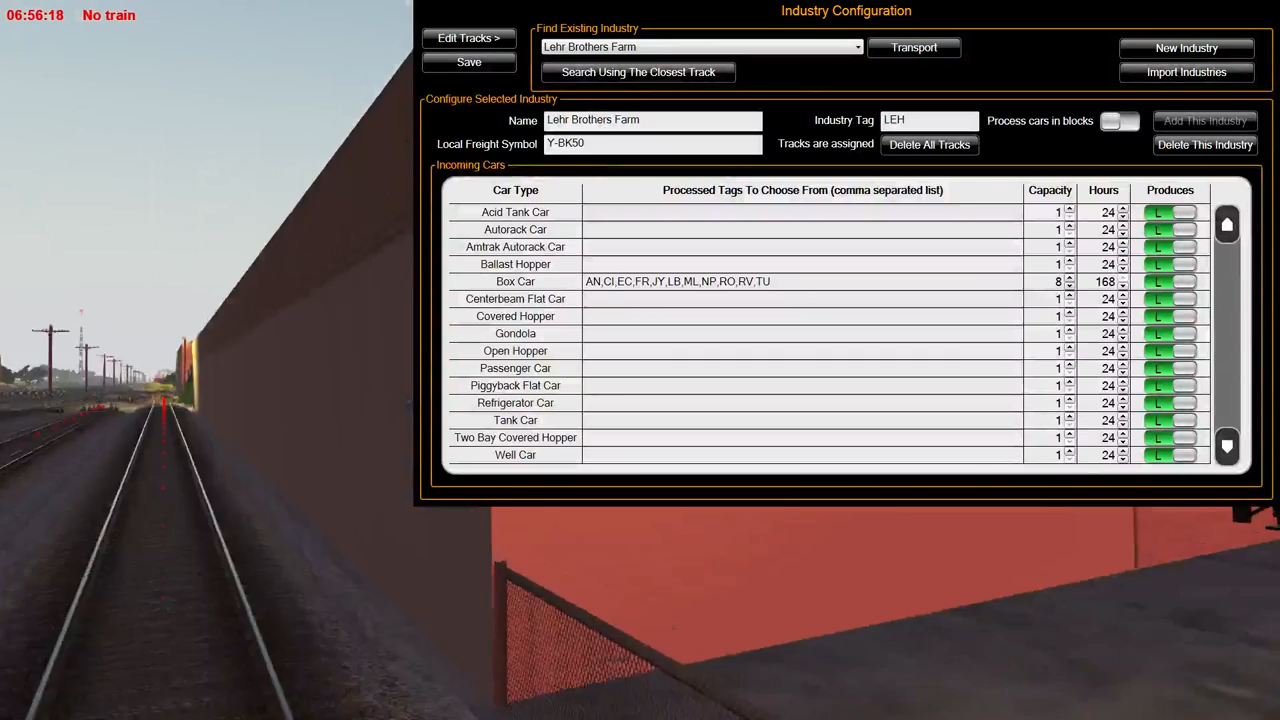 06:56:18 No train
Industry Configuration
Edit Tracks >
Save
Find Existing Industry
Lehr Brothers Farm
Transport
Search Using The Closest Track
New Industry
Import Industries
Configure Selected Industry
Name Lehr Brothers Farm Industry Tag LEH Process cars in blocks Add This Industry
Local Freight Symbol Y-BK50 Tracks are assigned Delete All Tracks Delete This Industry
Incoming Cars
Car Type Processed Tags To Choose From (comma separated list) Capacity Hours Produces
Acid Tank Car 1 24 L
Autorack Car 1 24 L
Amtrak Autorack Car 1 24 L
Ballast Hopper 1 24 L
Box Car AN,CI,EC,FR,JY,LB,ML,NP,RO,RV,TU 8 168 L
Centerbeam Flat Car 1 24 L
Covered Hopper 1 24 L
Gondola 1 24 L
Open Hopper 1 24 L
Passenger Car 1 24 L
Piggyback Flat Car 1 24 L
Refrigerator Car 1 24 L
Tank Car 1 24 L
Two Bay Covered Hopper 1 24 L
Well Car 1 24 L